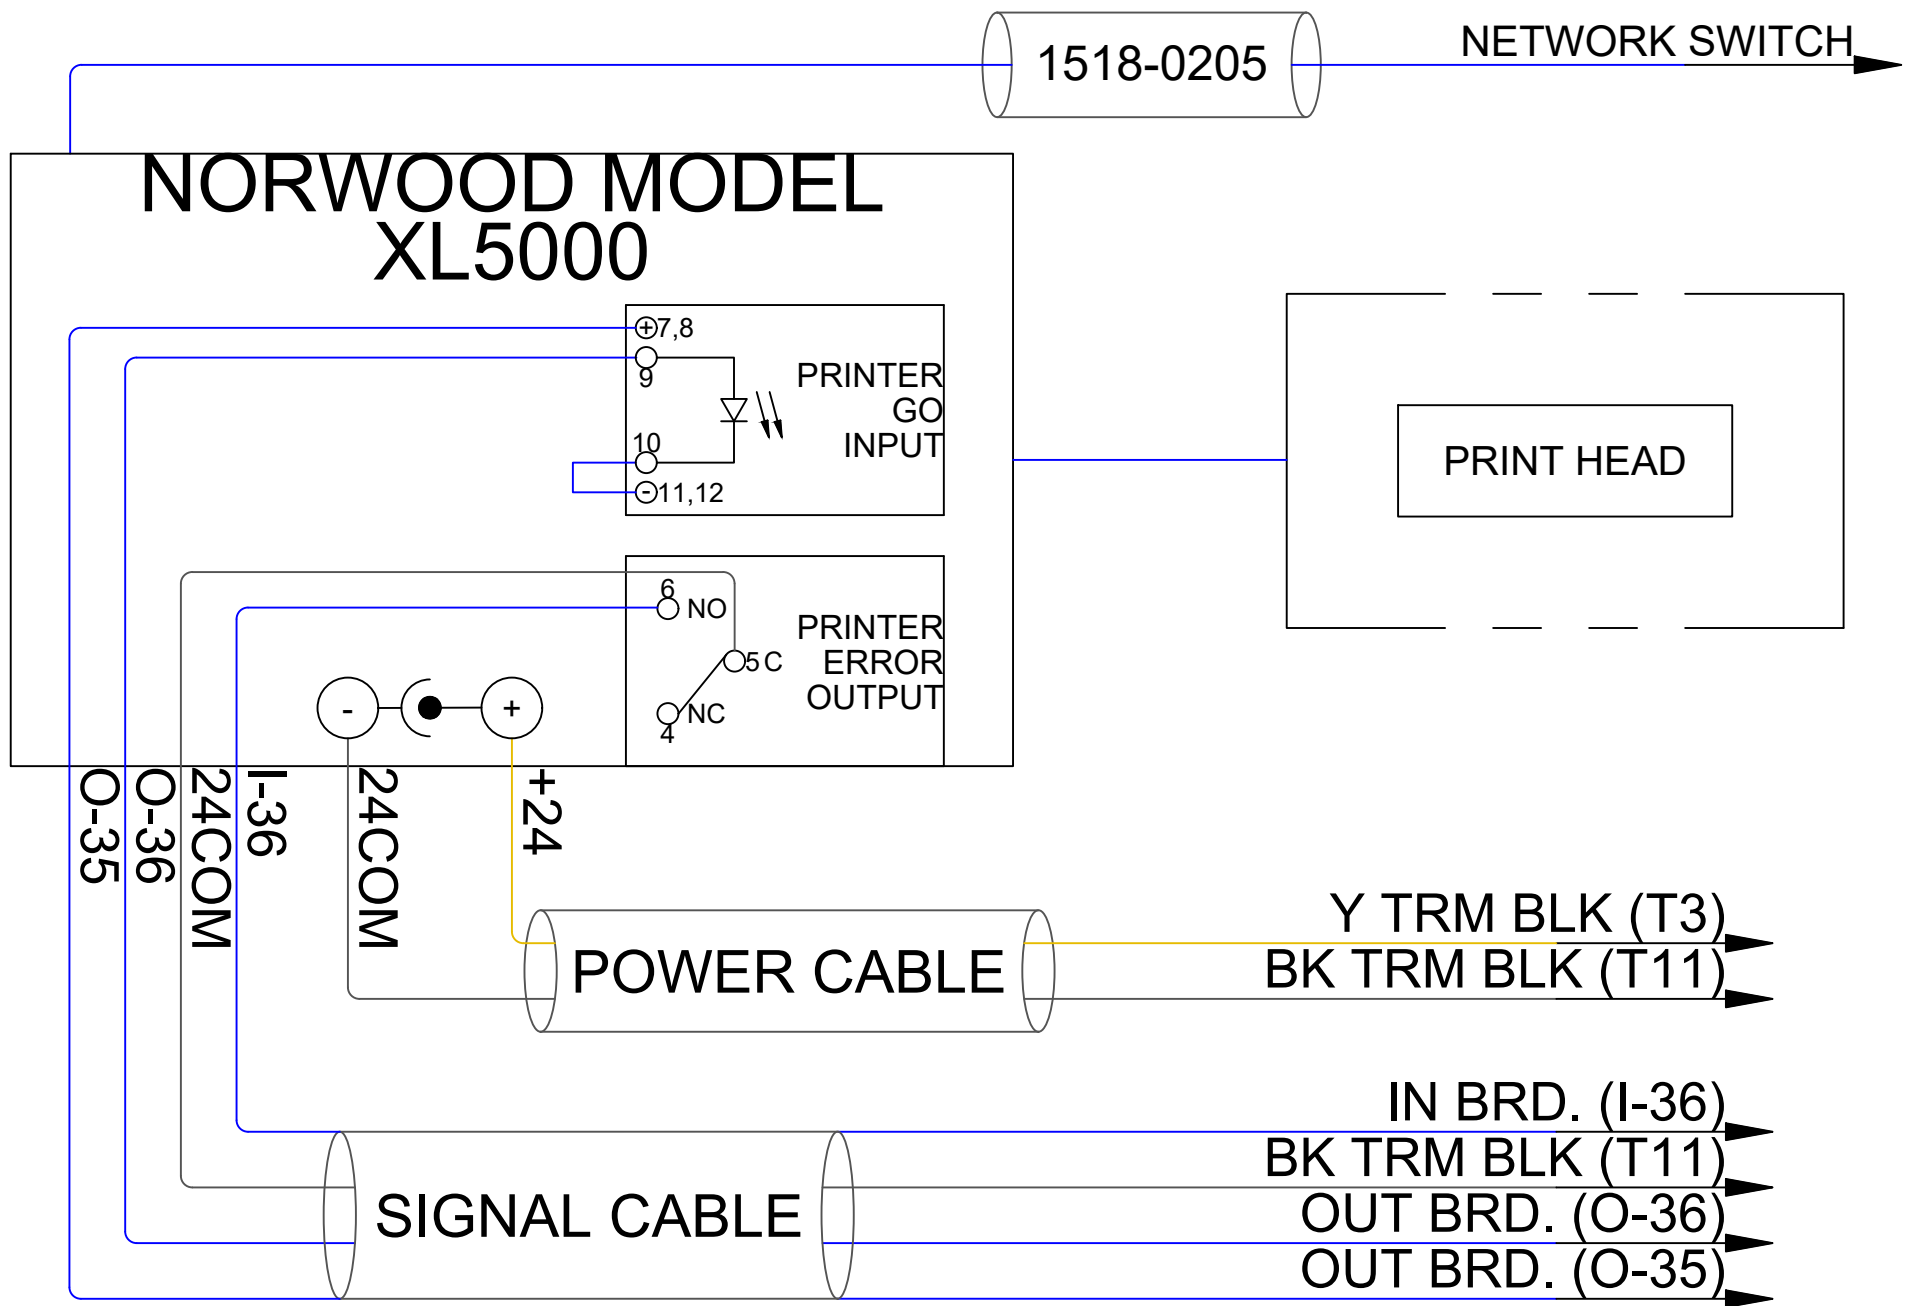 NETWORK SWITCH
1518-0205
NORWOOD MODEL
XL5000
+7,8
9
PRINTER
GO
INPUT
10
-11,12
PRINT HEAD
6
NO
PRINTER
ERROR
OUTPUT
5 C
NC
4
-
+
O-35
O-36
24COM
I-36
24COM
+24
Y TRM BLK (T3)
POWER CABLE
BK TRM BLK (T11)
IN BRD. (I-36)
BK TRM BLK (T11)
SIGNAL CABLE
OUT BRD. (O-36)
OUT BRD. (O-35)